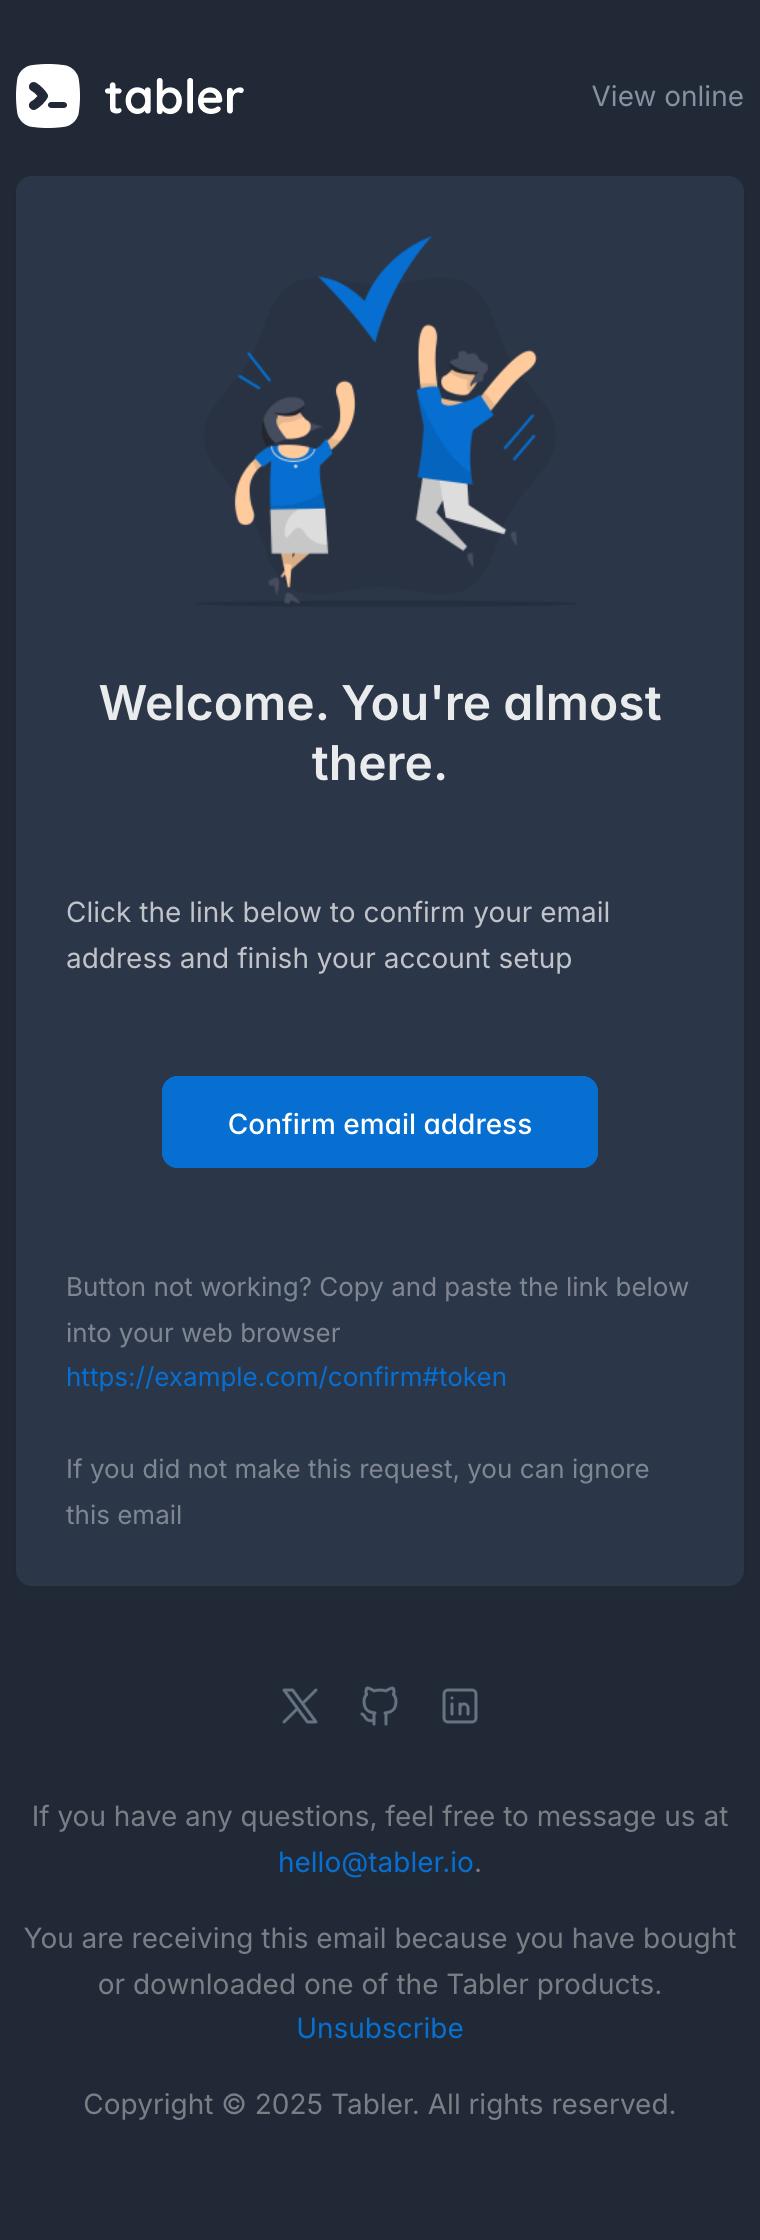 tabler
View online
Welcome. You're almost
there.
Click the link below to confirm your email
address and finish your account setup
Confirm email address
Button not working? Copy and paste the link below
into your web browser
https://example.com/confirm#token
If you did not make this request, you can ignore
this email
If you have any questions, feel free to message us at
hello@tabler.io.
You are receiving this email because you have bought
or downloaded one of the Tabler products.
Unsubscribe
Copyright © 2025 Tabler. All rights reserved.